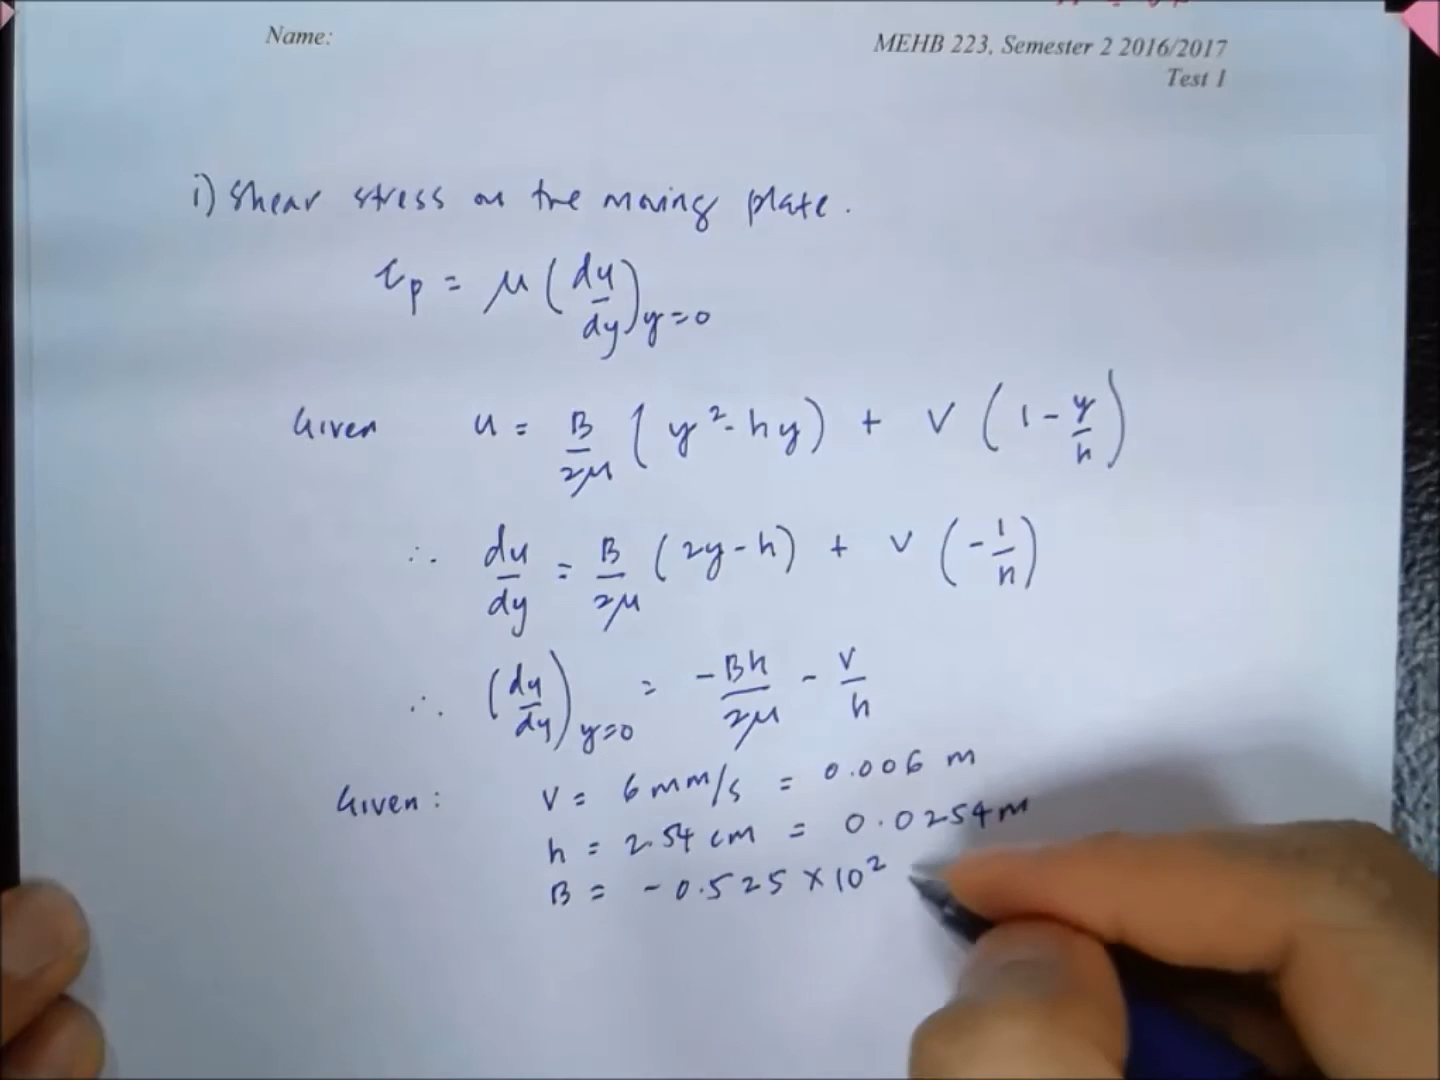 Name:
MEHB 223, Semester 2 2016/2017
Test 1
i) Shear stress on the moving plate.
τp = μ (du/dy)y=0
Given u = B/2μ (y² - hy) + V (1 - y/h)
∴ du/dy = B/2μ (2y - h) + V (-1/h)
∴ (du/dy)y=0 = -Bh/2μ - V/h
Given: V = 6 mm/s = 0.006 m
h = 2.54 cm = 0.0254 m
B = -0.525 × 10²